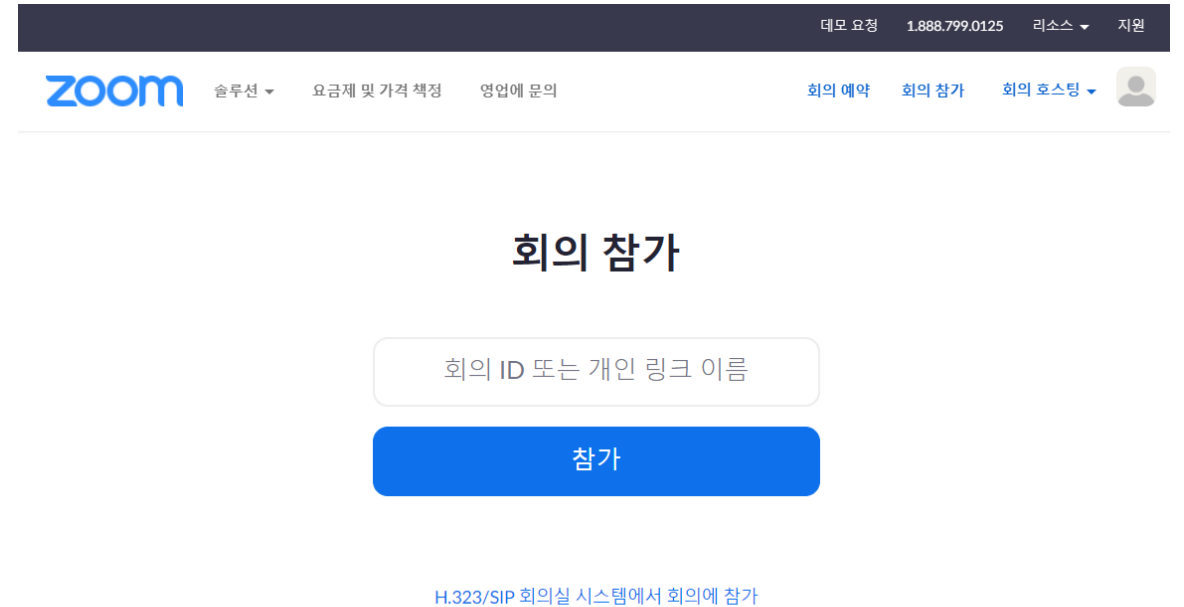 데모 요청 1.888.799.0125 리소스 지원
zoom 솔루션 요금제 및 가격 책정 영업에 문의 회의 예약 회의 참가 회의 호스팅
회의 참가
회의 ID 또는 개인 링크 이름
참가
H.323/SIP 회의실 시스템에서 회의에 참가